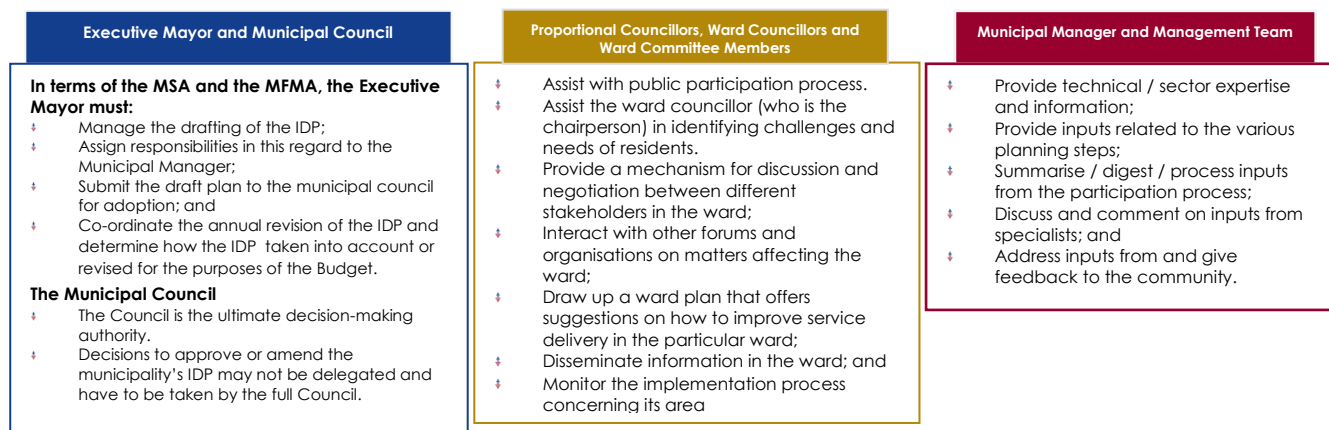 Executive Mayor and Municipal Council
In terms of the MSA and the MFMA, the Executive
Mayor must:
Manage the drafting of the IDP;
Assign responsibilities in this regard to the
Municipal Manager;
Submit the draft plan to the municipal council
for adoption; and
Co-ordinate the annual revision of the IDP and
determine how the IDP taken into account or
revised for the purposes of the Budget.
The Municipal Council
The Council is the ultimate decision-making
authority.
Decisions to approve or amend the
municipality's IDP may not be delegated and
have to be taken by the full Council.
Proportional Councillors, Ward Councillors and
Ward Committee Members
Assist with public participation process.
Assist the ward councillor (who is the
chairperson) in identifying challenges and
needs of residents.
Provide a mechanism for discussion and
negotiation between different
stakeholders in the ward;
Interact with other forums and
organisations on matters affecting the
ward;
Draw up a ward plan that offers
suggestions on how to improve service
delivery in the particular ward;
Disseminate information in the ward; and
Monitor the implementation process
concerning its area
Municipal Manager and Management Team
Provide technical / sector expertise
and information;
Provide inputs related to the various
planning steps;
Summarise / digest / process inputs
from the participation process;
Discuss and comment on inputs from
specialists; and
Address inputs from and give
feedback to the community.